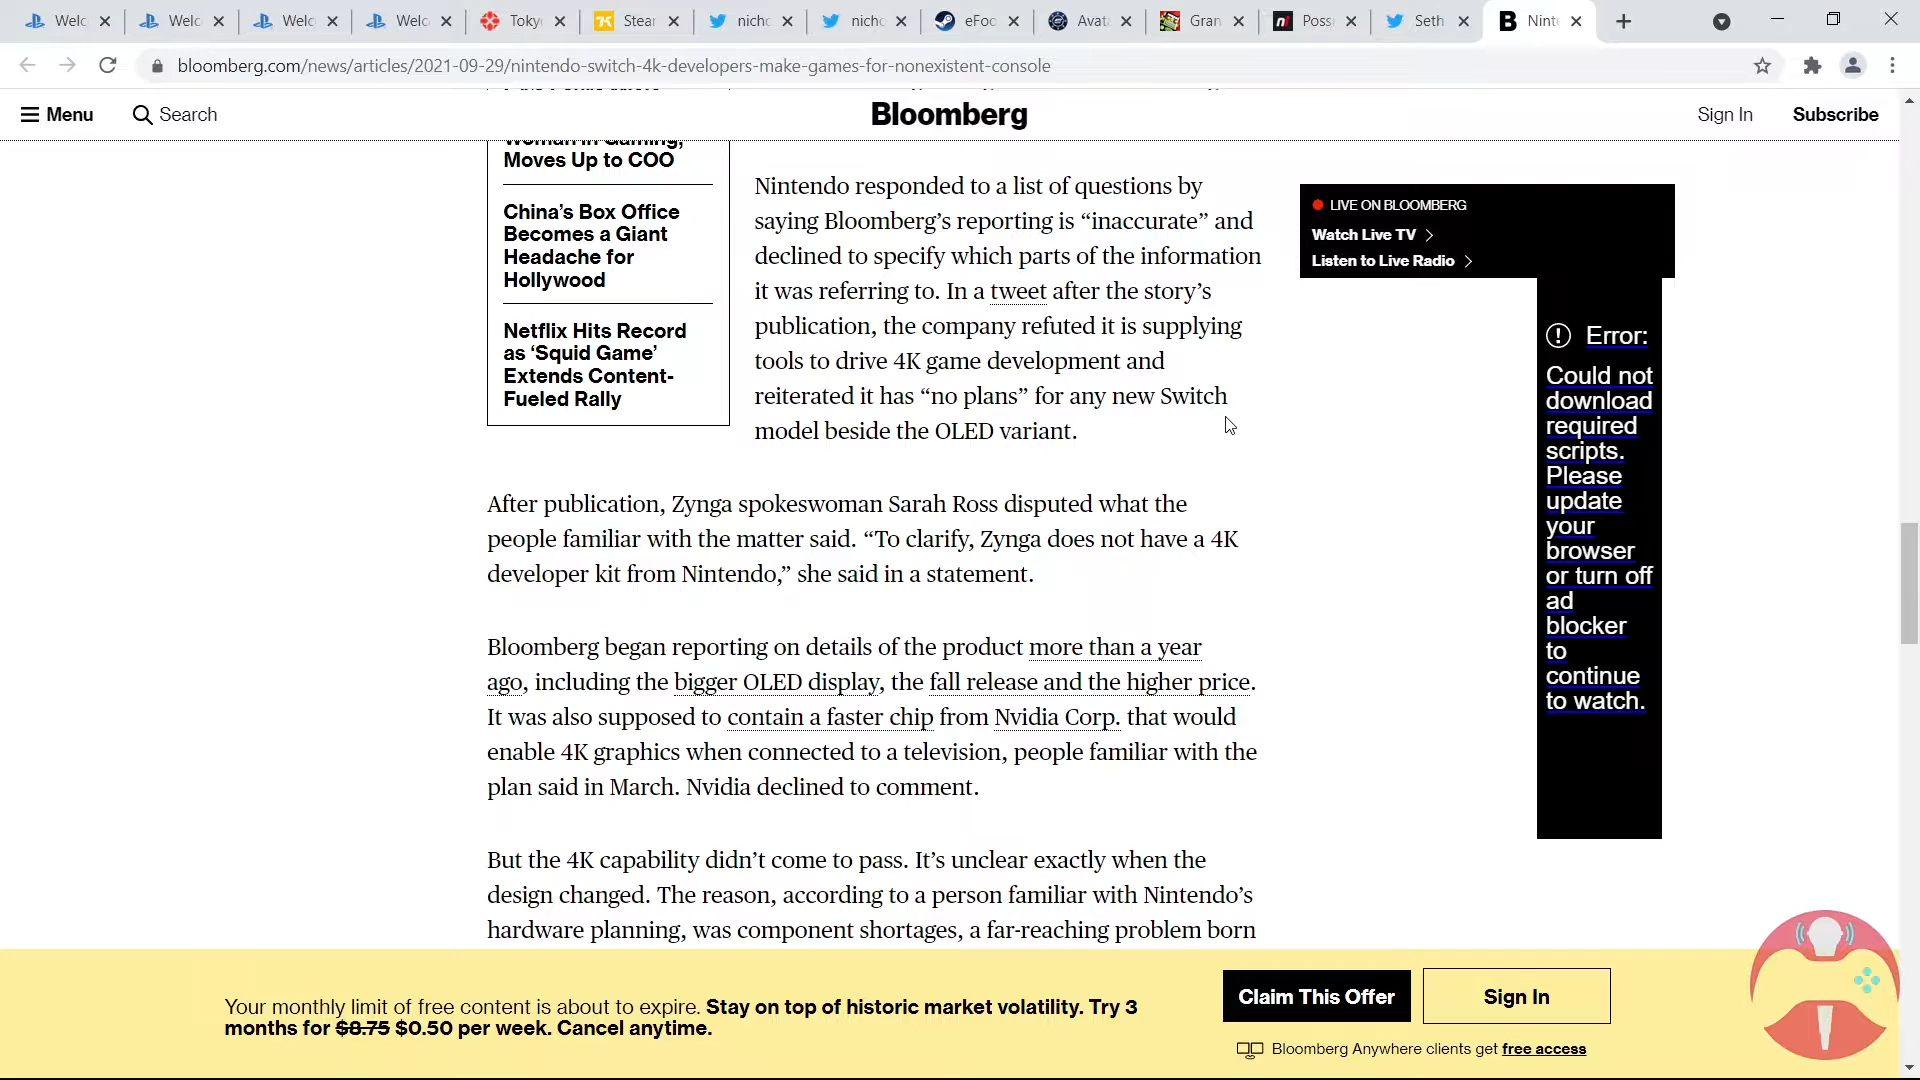 Welc
Welc
Welc
Welc
Toky
Stear
nich
nich
eFoo
Avat
Gran
Poss
Seth
Nint
bloomberg.com/news/articles/2021-09-29/nintendo-switch-4k-developers-make-games-for-nonexistent-console
Menu
Search
Bloomberg
Sign In
Subscribe
Woman in Gaming,
Moves Up to COO
China’s Box Office
Becomes a Giant
Headache for
Hollywood
Netflix Hits Record
as ‘Squid Game’
Extends Content-
Fueled Rally
Nintendo responded to a list of questions by
saying Bloomberg’s reporting is “inaccurate” and
declined to specify which parts of the information
it was referring to. In a tweet after the story’s
publication, the company refuted it is supplying
tools to drive 4K game development and
reiterated it has “no plans” for any new Switch
model beside the OLED variant.
After publication, Zynga spokeswoman Sarah Ross disputed what the
people familiar with the matter said. “To clarify, Zynga does not have a 4K
developer kit from Nintendo,” she said in a statement.
Bloomberg began reporting on details of the product more than a year
ago, including the bigger OLED display, the fall release and the higher price.
It was also supposed to contain a faster chip from Nvidia Corp. that would
enable 4K graphics when connected to a television, people familiar with the
plan said in March. Nvidia declined to comment.
But the 4K capability didn’t come to pass. It’s unclear exactly when the
design changed. The reason, according to a person familiar with Nintendo’s
hardware planning, was component shortages, a far-reaching problem born
LIVE ON BLOOMBERG
Watch Live TV
Listen to Live Radio
Error:
Could not
download
required
scripts.
Please
update
your
browser
or turn off
ad
blocker
to
continue
to watch.
Your monthly limit of free content is about to expire. Stay on top of historic market volatility. Try 3
months for $8.75 $0.50 per week. Cancel anytime.
Claim This Offer
Sign In
Bloomberg Anywhere clients get free access